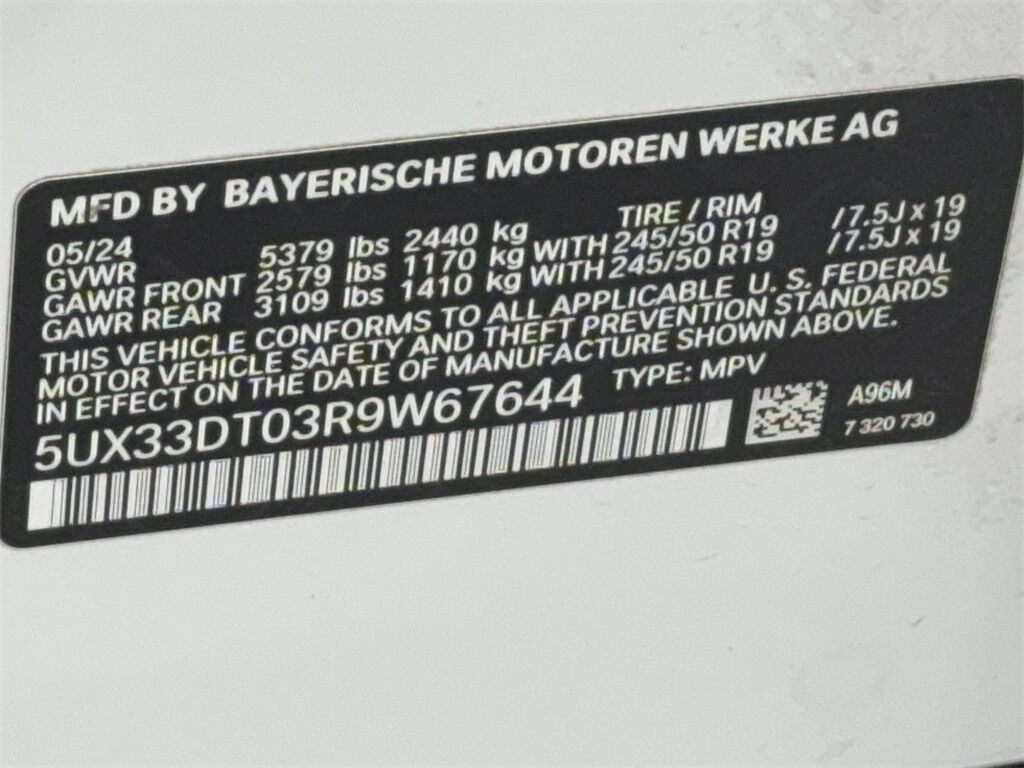 MFD BY BAYERISCHE MOTOREN WERKE AG
05/24 TIRE / RIM
GVWR 5379 lbs 2440 kg
GAWR FRONT 2579 lbs 1170 kg WITH 245/50 R19 / 7.5J x 19
GAWR REAR 3109 lbs 1410 kg WITH 245/50 R19 / 7.5J x 19
THIS VEHICLE CONFORMS TO ALL APPLICABLE U. S. FEDERAL
MOTOR VEHICLE SAFETY AND THEFT PREVENTION STANDARDS
IN EFFECT ON THE DATE OF MANUFACTURE SHOWN ABOVE.
5UX33DT03R9W67644 TYPE: MPV
A96M
7 320 730